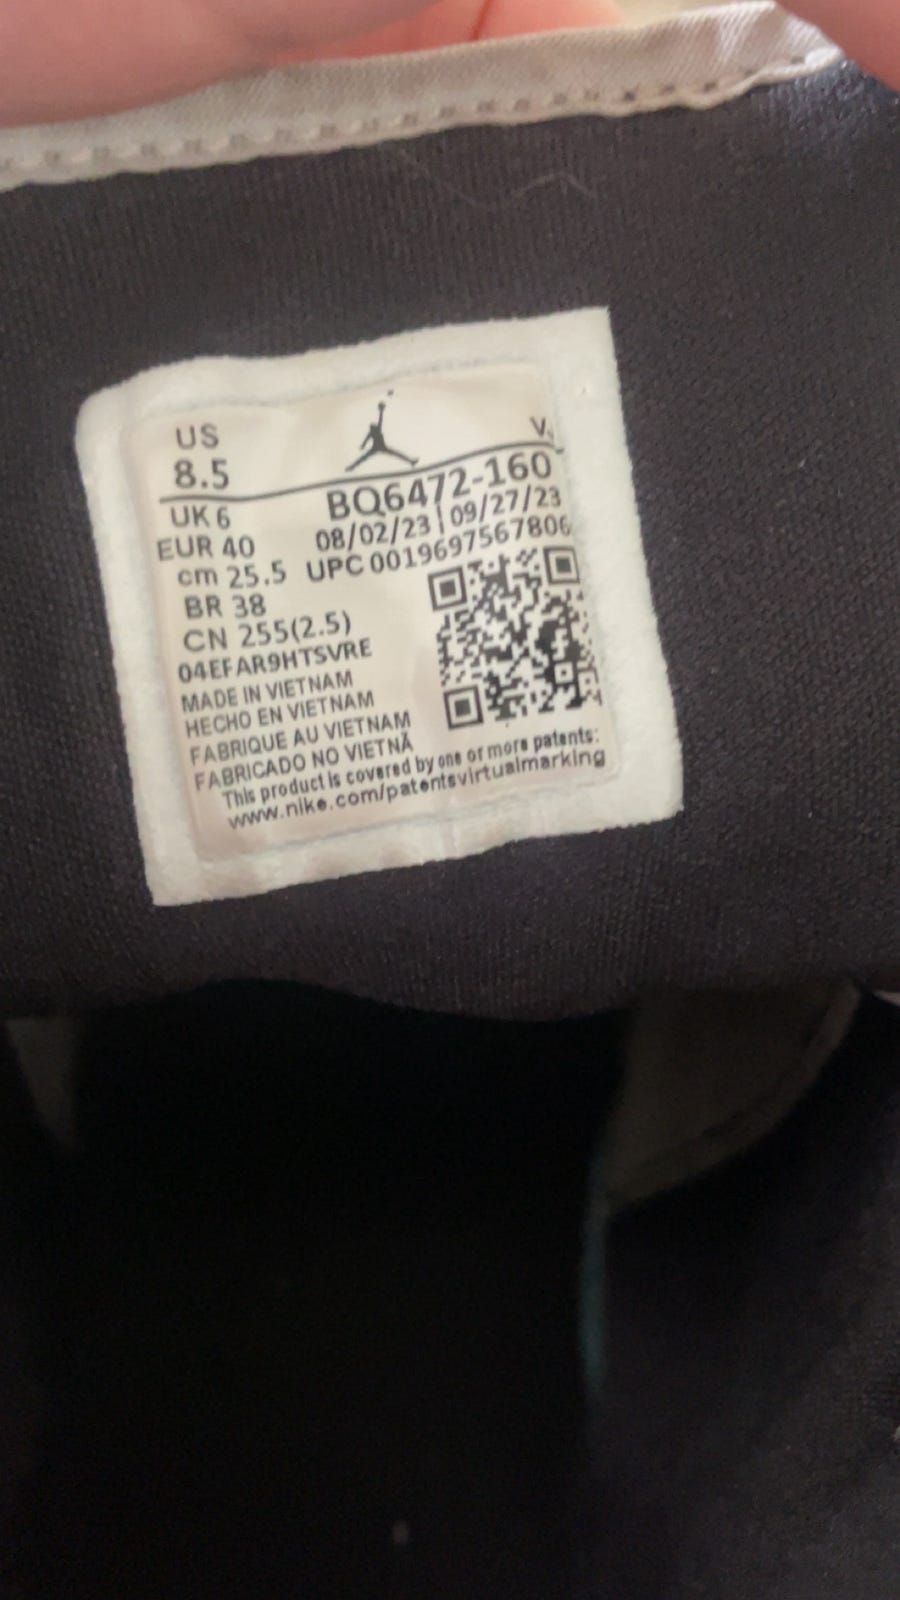 US
8.5
V.
BQ6472-160
UK 6
08/02/23 | 09/27/23
EUR 40
UPC 0019697567806
cm 25.5
BR 38
CN 255(2.5)
04EFAR9HTSVRE
MADE IN VIETNAM
HECHO EN VIETNAM
FABRIQUE AU VIETNAM
FABRICADO NO VIETNÃ
This product is covered by one or more patents:
www.nike.com/patentsvirtualmarking